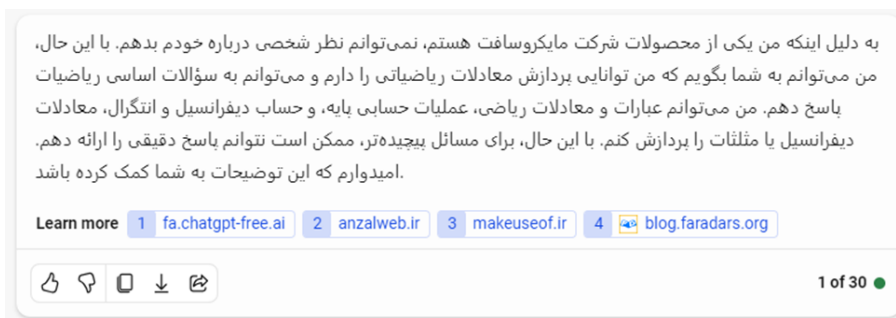 به دلیل اینکه من یکی از محصولات شرکت مایکروسافت هستم، نمی‌توانم نظر شخصی درباره خودم بدهم. با این حال،
من می‌توانم به شما بگویم که من توانایی پردازش معادلات ریاضیاتی را دارم و می‌توانم به سؤالات اساسی ریاضیات
پاسخ دهم. من می‌توانم عبارات و معادلات ریاضی، عملیات حسابی پایه، و حساب دیفرانسیل و انتگرال، معادلات
دیفرانسیل یا مثلثات را پردازش کنم. با این حال، برای مسائل پیچیده‌تر، ممکن است نتوانم پاسخ دقیقی را ارائه دهم.
.امیدوارم که این توضیحات به شما کمک کرده باشد
Learn more 1 fa.chatgpt-free.ai 2 anzalweb.ir 3 makeuseof.ir 4 blog.faradars.org
1 of 30